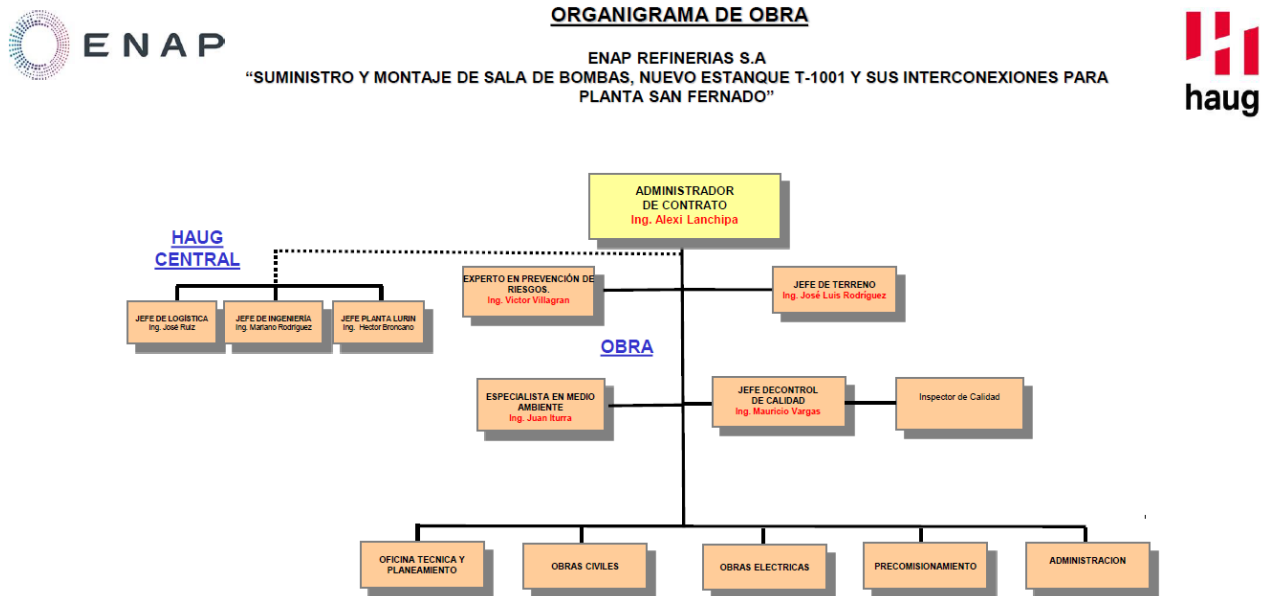 ENAP
ORGANIGRAMA DE OBRA
haug
ENAP REFINERIAS S.A
“SUMINISTRO Y MONTAJE DE SALA DE BOMBAS, NUEVO ESTANQUE T-1001 Y SUS INTERCONEXIONES PARA
PLANTA SAN FERNADO”
ADMINISTRADOR
DE CONTRATO
Ing. Alexi Lanchipa
HAUG
CENTRAL
EXPERTO EN PREVENCIÓN DE
RIESGOS.
Ing. Victor Villagran
JEFE DE TERRENO
Ing. José Luis Rodriguez
JEFE DE LOGÍSTICA
Ing. José Ruiz
JEFE DE INGENIERÍA
Ing. Mariano Rodriguez
JEFE PLANTA LURIN
Ing. Hector Broncano
OBRA
ESPECIALISTA EN MEDIO
AMBIENTE
Ing. Juan Iturra
JEFE DECONTROL
DE CALIDAD
Ing. Mauricio Vargas
Inspector de Calidad
OFICINA TECNICA Y
PLANEAMIENTO
OBRAS CIVILES
OBRAS ELECTRICAS
PRECOMISIONAMIENTO
ADMINISTRACION